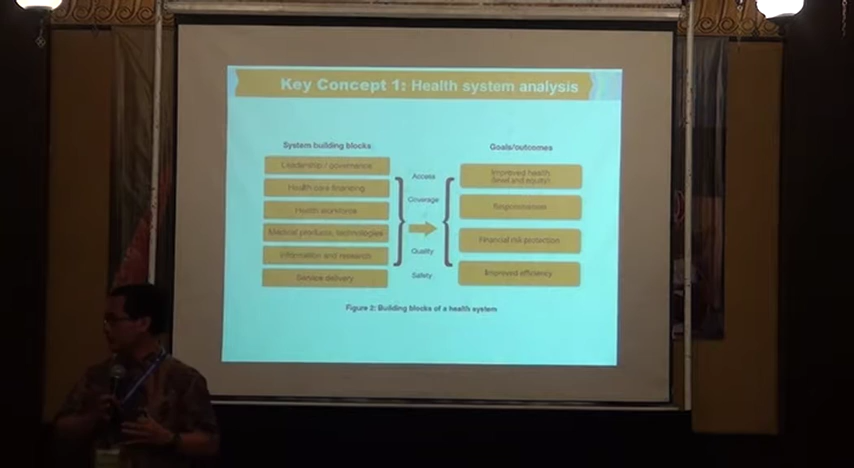 Key Concept 1: Health system analysis
System building blocks
Leadership / governance
Health care financing
Health workforce
Medical products, technologies
Information and research
Service delivery
Access
Coverage
Quality
Safety
Goals/outcomes
Improved health
(level and equity)
Responsiveness
Financial risk protection
Improved efficiency
Figure 2: Building blocks of a health system